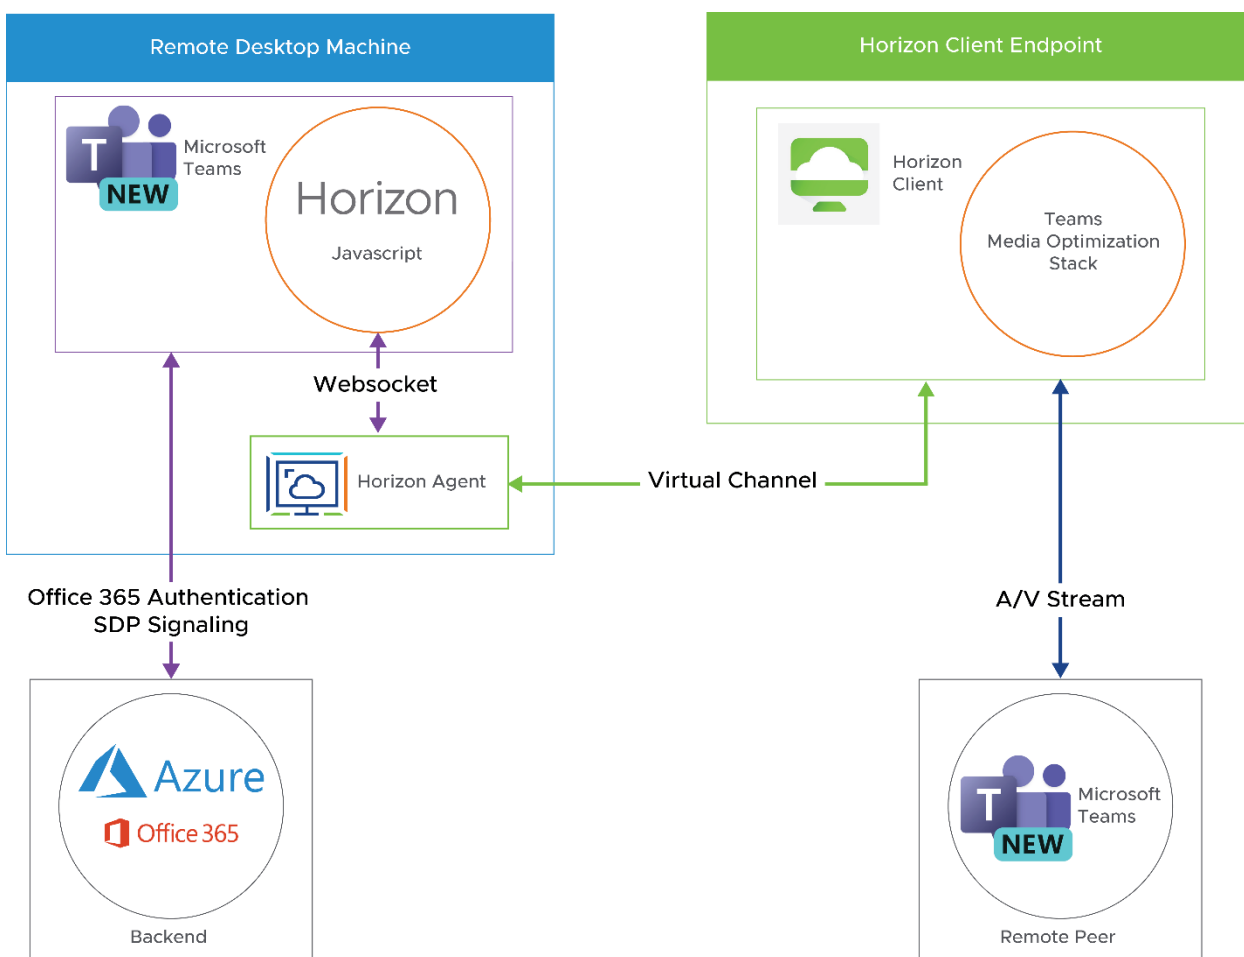 Remote Desktop Machine
Horizon Client Endpoint
T
NEW
Microsoft
Teams
Horizon
Javascript
Horizon
Client
Teams
Media Optimization
Stack
Websocket
Horizon Agent
Virtual Channel
Office 365 Authentication
SDP Signaling
A/V Stream
Azure
Office 365
Backend
T
NEW
Microsoft
Teams
Remote Peer